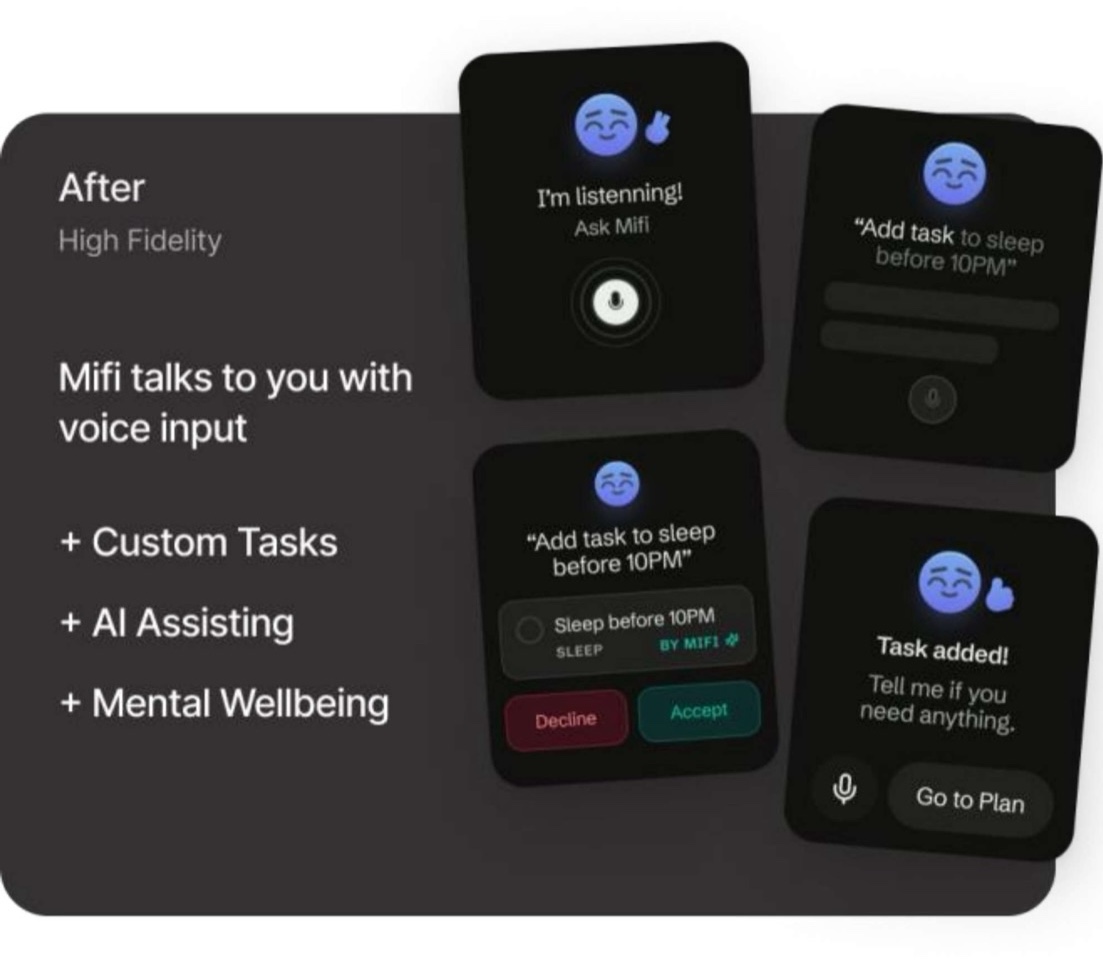 After
High Fidelity
Mifi talks to you with
voice input
+ Custom Tasks
+ AI Assisting
+ Mental Wellbeing
I'm listenning!
Ask Mifi
“Add task to sleep
before 10PM”
“Add task to sleep
before 10PM”
Sleep before 10PM
SLEEP
BY MIFI
Decline
Accept
Task added!
Tell me if you
need anything.
Go to Plan